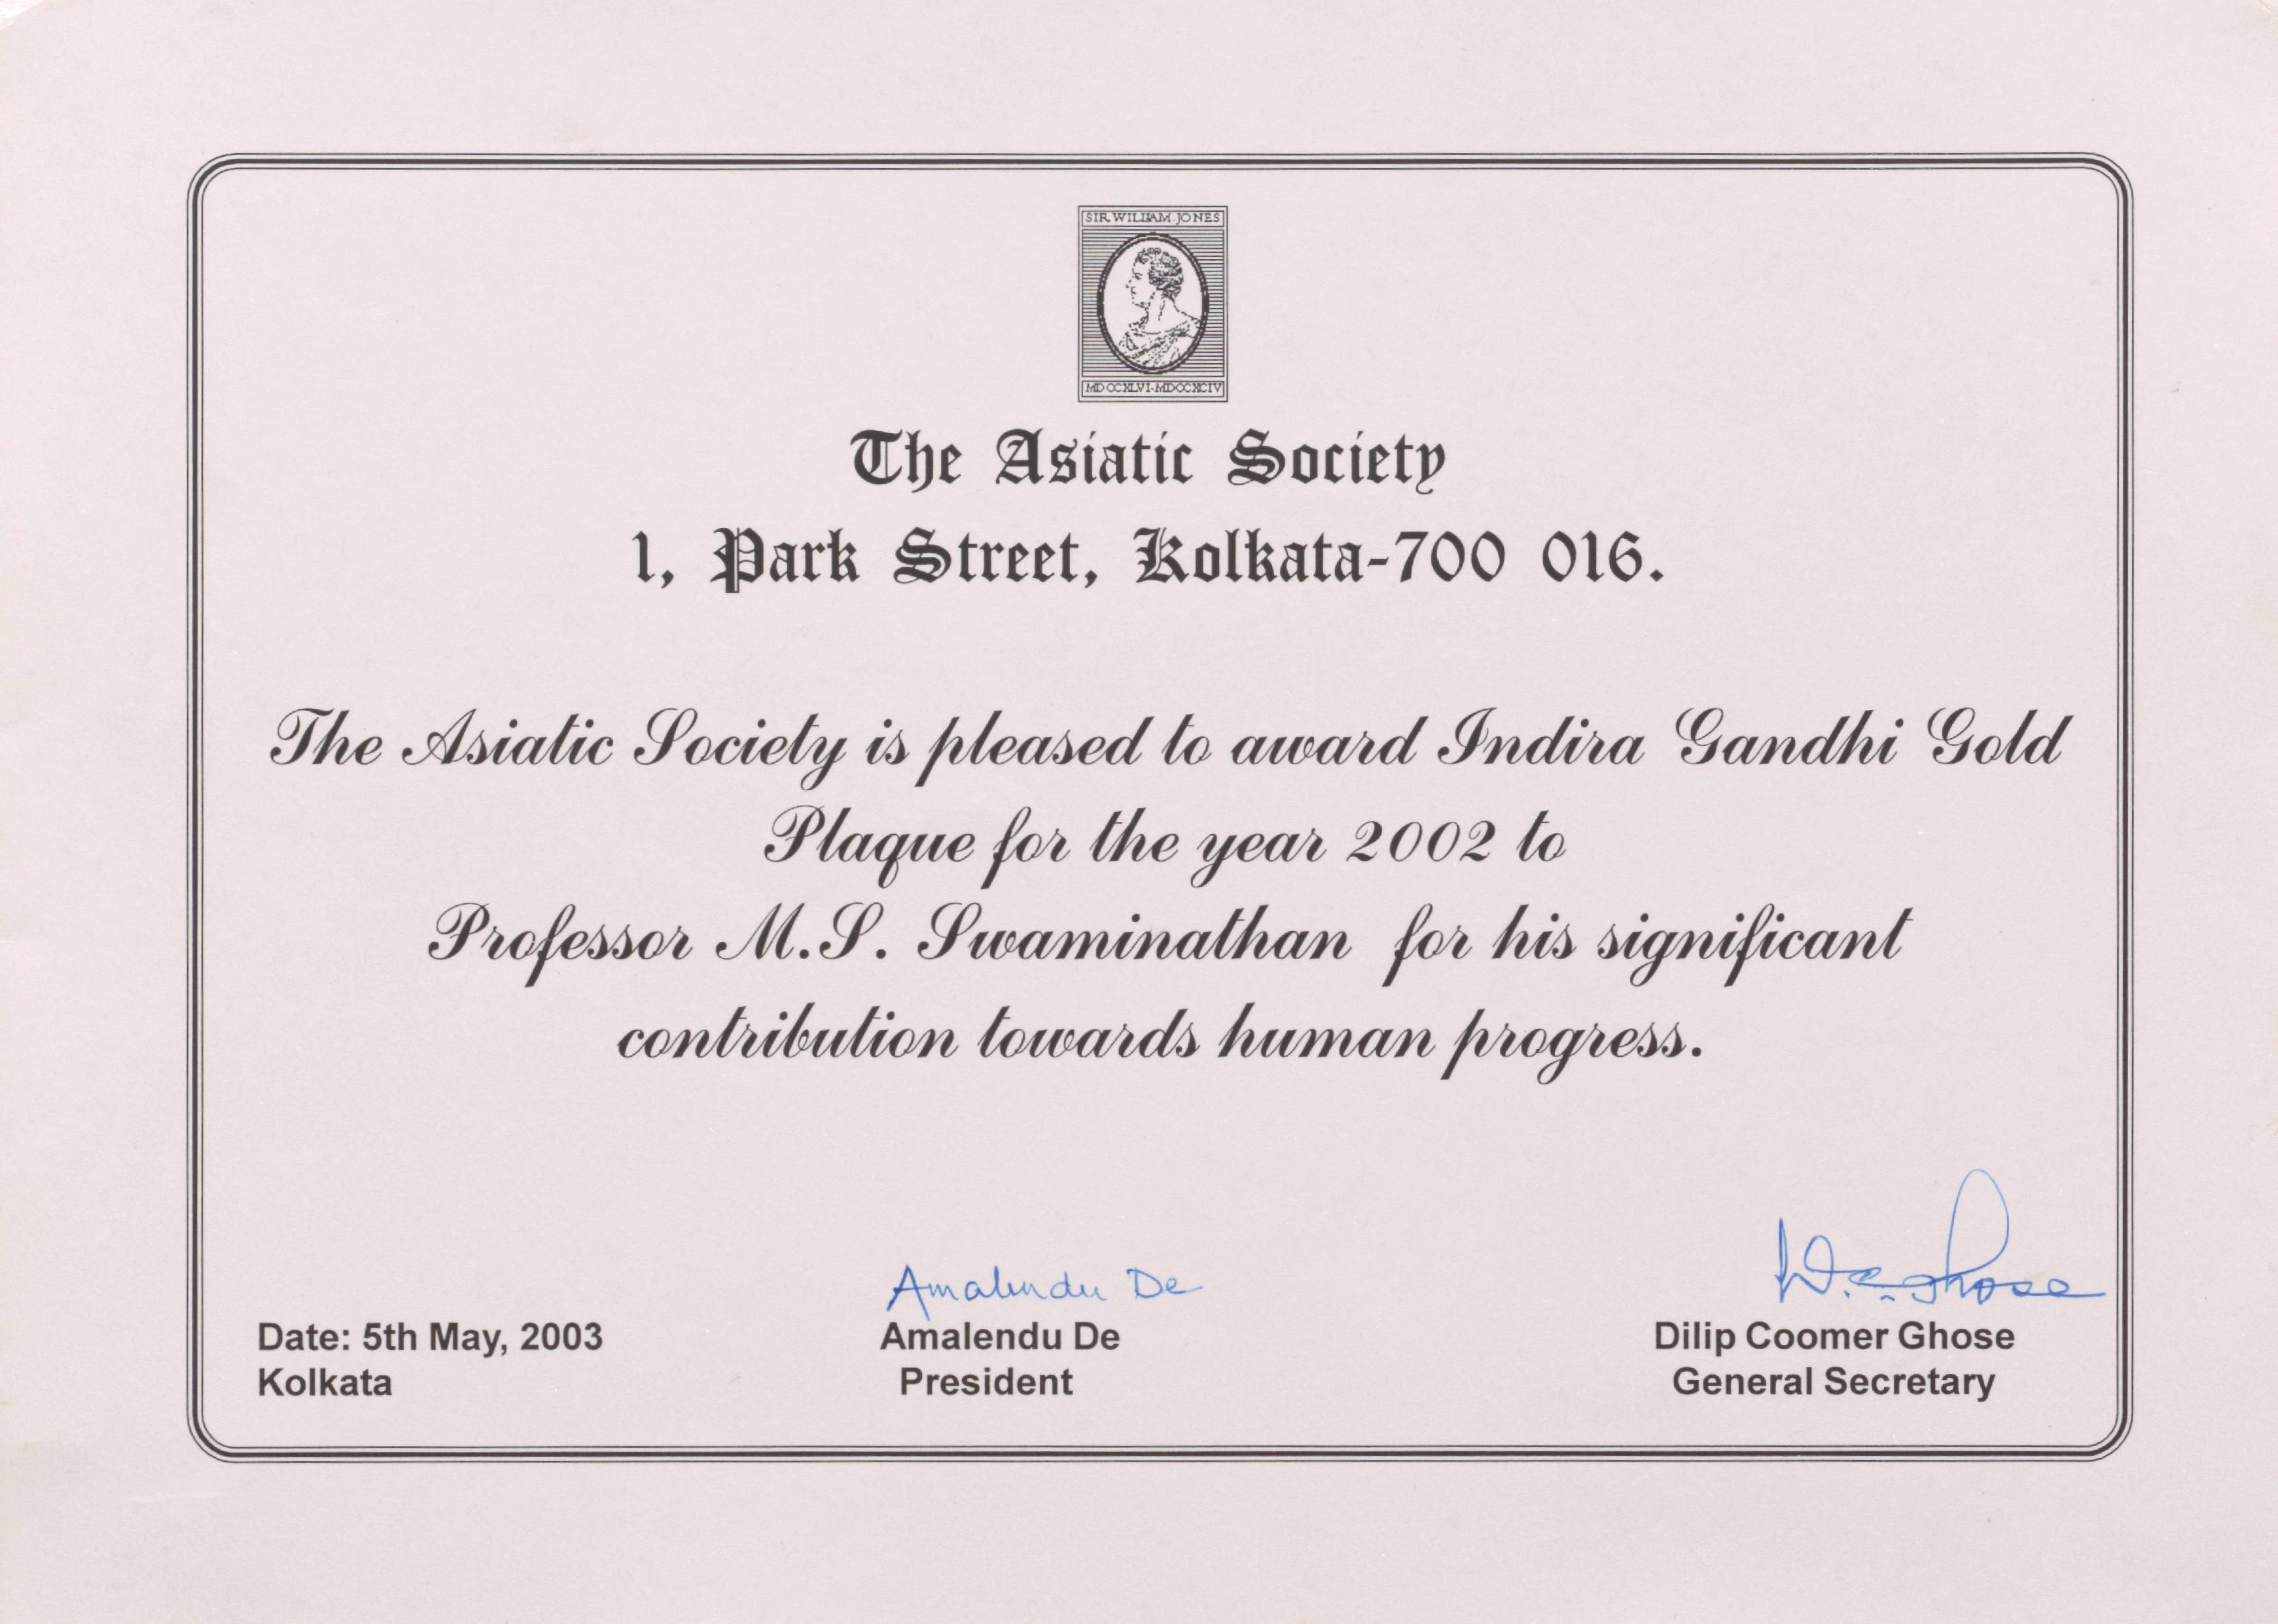 SIR WILLIAM JONES
MDCCXLVI-MDCCXCIV
The Asiatic Society
1, Park Street, Kolkata-700 016.
The Asiatic Society is pleased to award Indira Gandhi Gold
Plaque for the year 2002 to
Professor M.S. Swaminathan for his significant
contribution towards human progress.
Amalendu De
D.C. Ghose
Date: 5th May, 2003
Kolkata
Amalendu De
President
Dilip Coomer Ghose
General Secretary